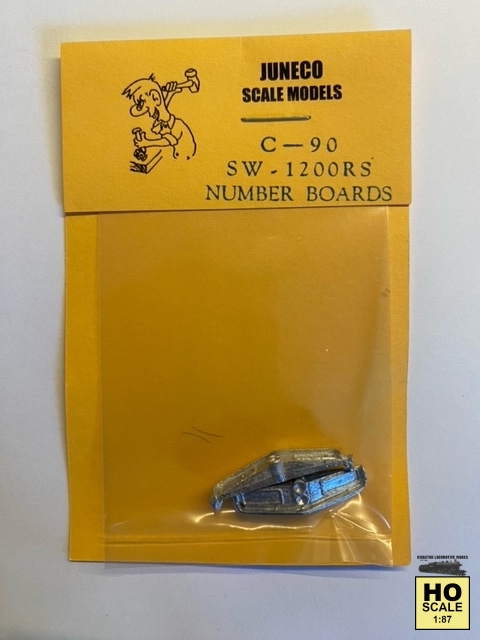 JUNECO
SCALE MODELS
C-90
SW-1200RS
NUMBER BOARDS
HO
SCALE
1:87